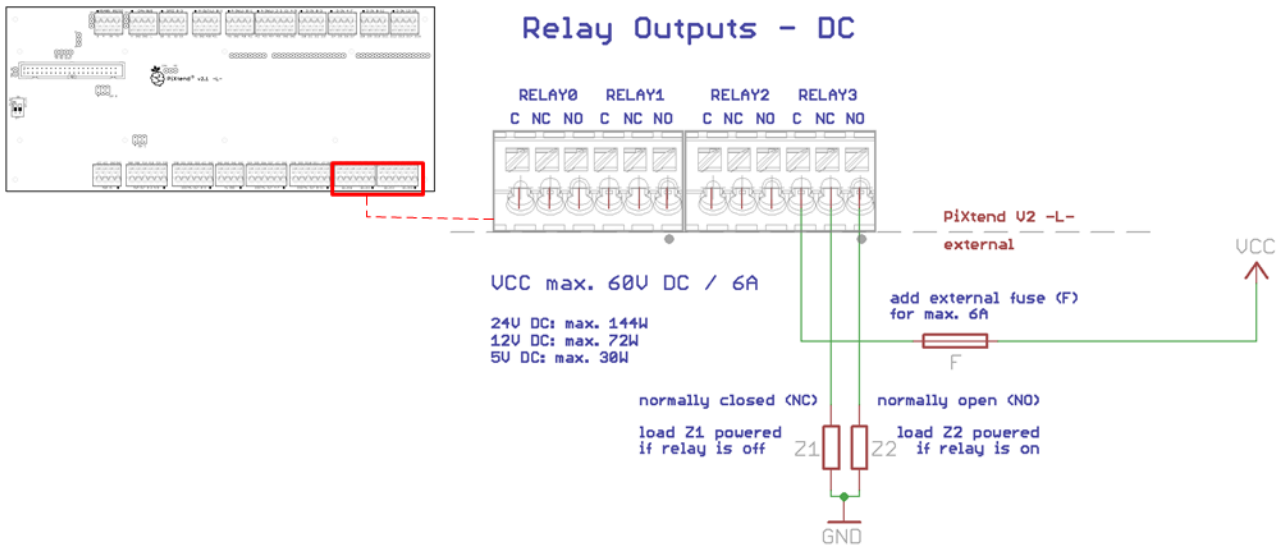 Relay Outputs - DC
PiXtend® v2.1 -L-
RELAY0 RELAY1 RELAY2 RELAY3
C NC NO C NC NO C NC NO C NC NO
PiXtend V2 -L-
external
VCC
VCC max. 60V DC / 6A
add external fuse (F)
for max. 6A
24V DC: max. 144W
12V DC: max. 72W
5V DC: max. 30W
F
normally closed (NC)
normally open (NO)
load Z1 powered
if relay is off
Z1
Z2
load Z2 powered
if relay is on
GND